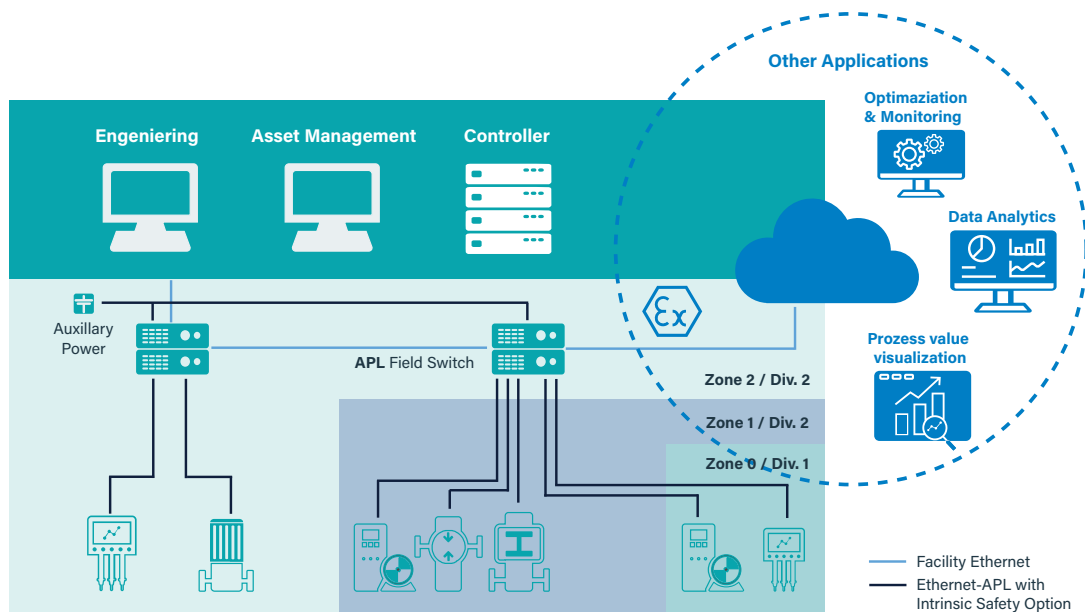 Other Applications
Optimaziation
& Monitoring
Engeniering
Asset Management
Controller
Data Analytics
Auxillary
Power
Ex
APL Field Switch
Prozess value
visualization
Zone 2 / Div. 2
Zone 1 / Div. 2
Zone 0 / Div. 1
Facility Ethernet
Ethernet-APL with
Intrinsic Safety Option